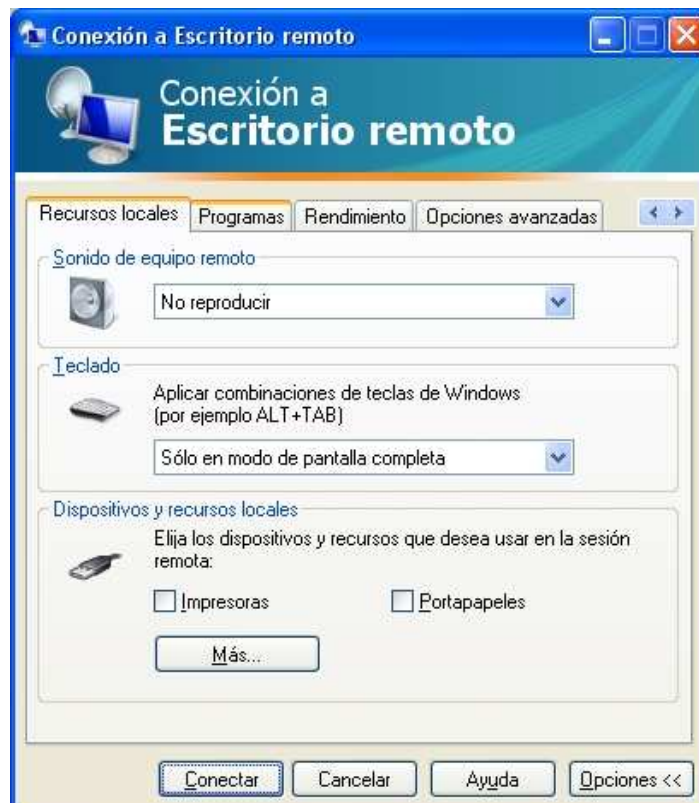 Conexión a Escritorio remoto
Conexión a
Escritorio remoto
Recursos locales Programas Rendimiento Opciones avanzadas
Sonido de equipo remoto
No reproducir
Teclado
Aplicar combinaciones de teclas de Windows
(por ejemplo ALT+TAB)
Sólo en modo de pantalla completa
Dispositivos y recursos locales
Elija los dispositivos y recursos que desea usar en la sesión
remota:
Impresoras Portapapeles
Más...
Conectar Cancelar Ayuda Opciones <<